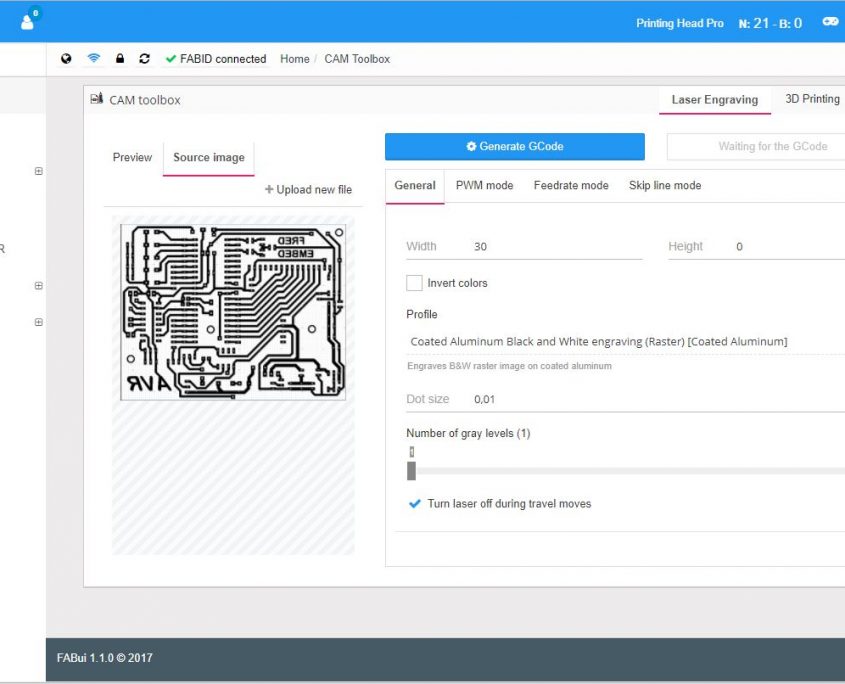 0
Printing Head Pro N: 21 - B: 0
FABID connected Home / CAM Toolbox
CAM toolbox
Laser Engraving 3D Printing
Preview Source image
Generate GCode
Waiting for the GCode
+ Upload new file
General PWM mode Feedrate mode Skip line mode
FRED
EMBED
AVR
R
Width 30
Height 0
Invert colors
Profile
Coated Aluminum Black and White engraving (Raster) [Coated Aluminum]
Engraves B&W raster image on coated aluminum
Dot size 0,01
Number of gray levels (1)
1
Turn laser off during travel moves
FABui 1.1.0 © 2017